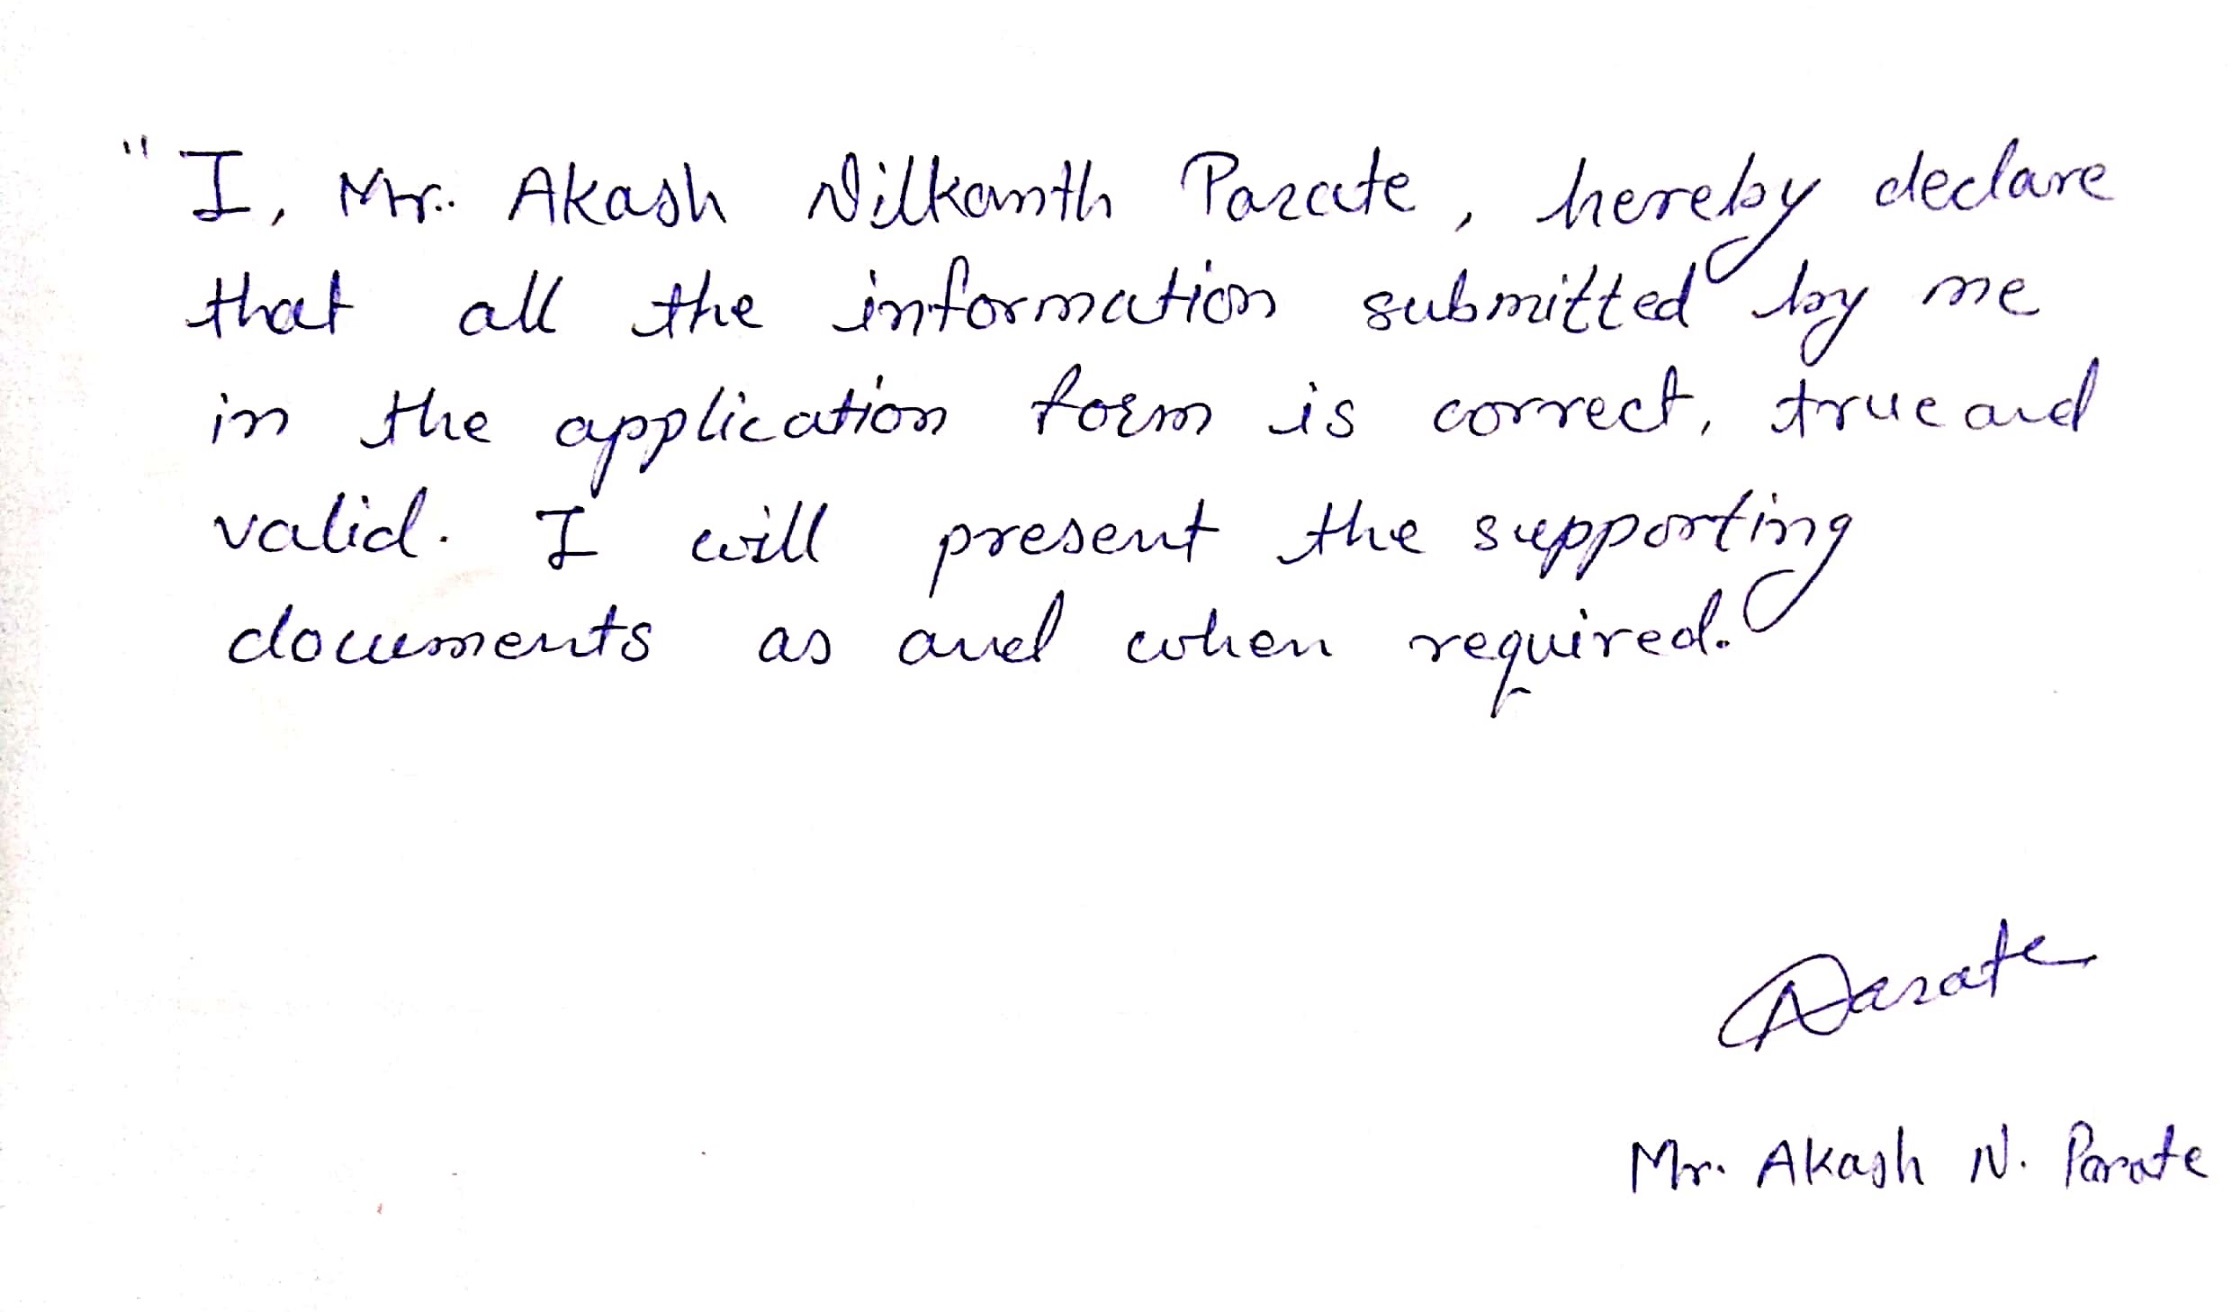 "I, Mr. Akash Nilkanth Parate, hereby declare
that all the information submitted by me
in the application form is correct, true and
valid. I will present the supporting
documents as and when required.
Parate
Mr. Akash N. Parate